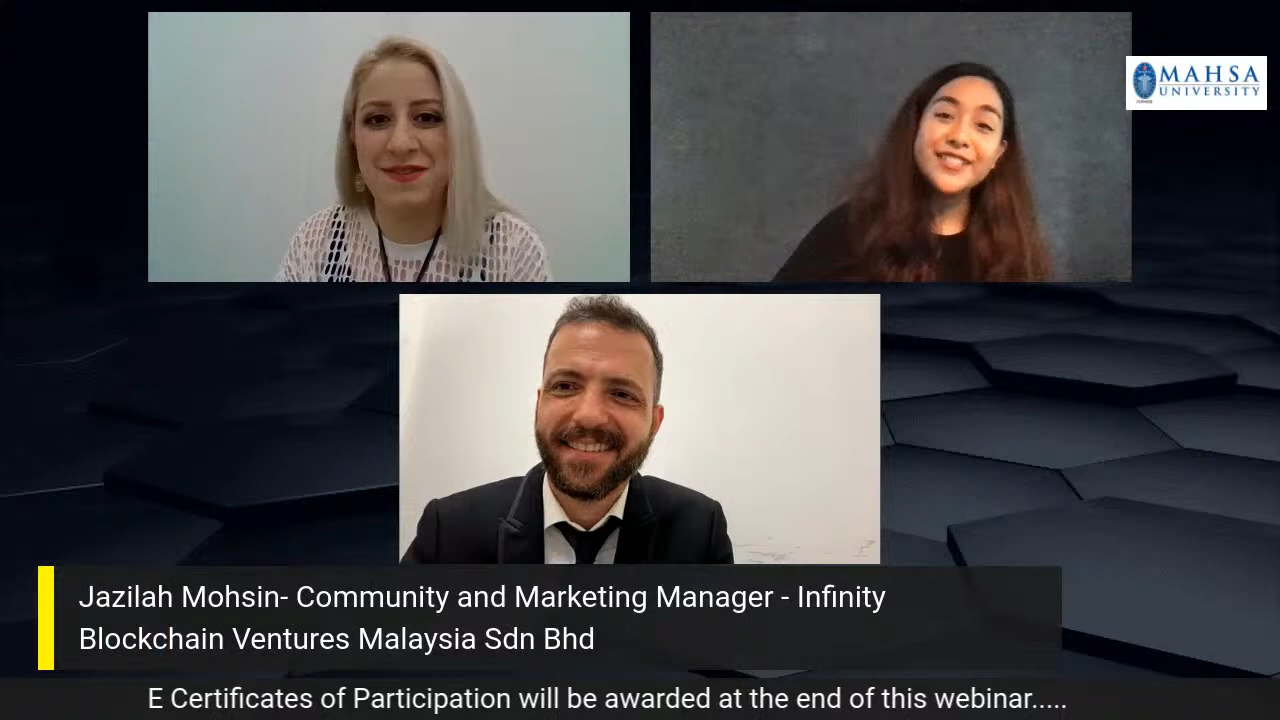 MAHSA
UNIVERSITY
Jazilah Mohsin- Community and Marketing Manager - Infinity
Blockchain Ventures Malaysia Sdn Bhd
E Certificates of Participation will be awarded at the end of this webinar.....